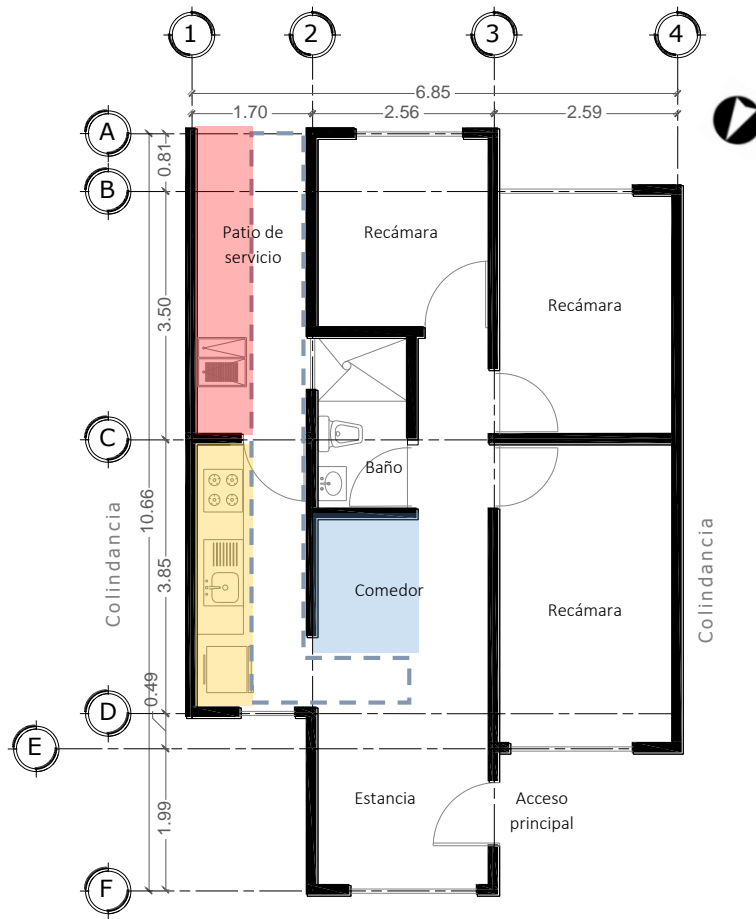 1
2
3
4
6.85
1.70
2.56
2.59
A
B
C
D
E
F
0.81
3.50
10.66
3.85
0.49
1.99
Colindancia
Colindancia
Patio de
servicio
Recámara
Recámara
Baño
Comedor
Recámara
Estancia
Acceso
principal